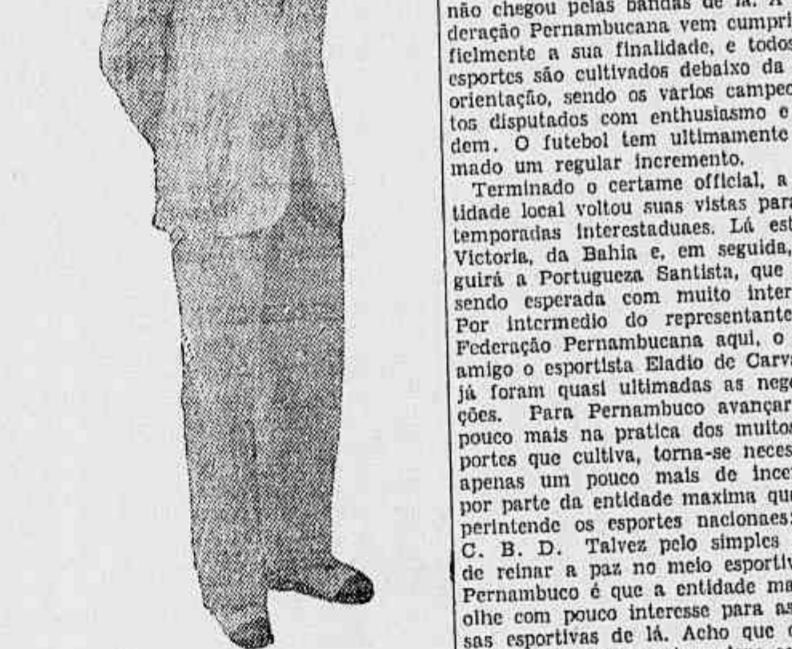 não chegou pelas bandas de lá. A
deração Pernambucana vem cumpri
fielmente a sua finalidade, e todos
esportes são cultivados debaixo da
orientação, sendo os varios campeo
tos disputados com enthusiasmo e
dem. O futebol tem ultimamente
mado um regular incremento.
Terminado o certame official, a
tidade local voltou suas vistas para
temporadas interestaduaes. Lá est
Victoria, da Bahia e, em seguida,
guirá a Portugueza Santista, que
sendo esperada com muito inter
Por intermedio do representante
Federação Pernambucana aqui, o
amigo o esportista Eladio de Carva
já foram quasi ultimadas as nego
ções. Para Pernambuco avançar
pouco mais na pratica dos muitos
portes que cultiva, torna-se neces
apenas um pouco mais de ince
por parte da entidade maxima que
perintende os esportes nacionaes:
C. B. D. Talvez pelo simples
de reinar a paz no meio esportiv
Pernambuco é que a entidade ma
olhe com pouco interesse para as
sas esportivas de lá. Acho que